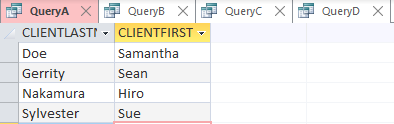 QueryA QueryB QueryC QueryD
CLIENTLASTN CLIENTFIRST
Doe Samantha
Gerrity Sean
Nakamura Hiro
Sylvester Sue